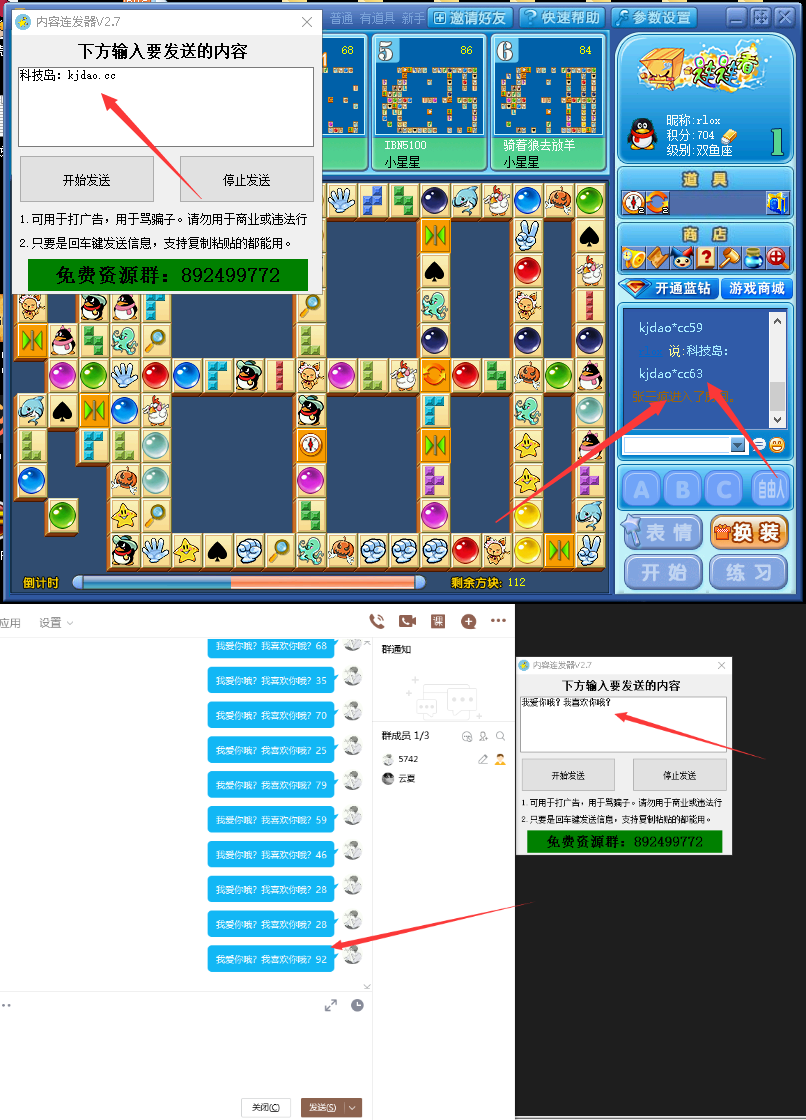 内容连发器V2.7
普通 有道具 新手
邀请好友
快速帮助
参数设置
下方输入要发送的内容
科技岛：kjdao.cc
开始发送
停止发送
1.可用于打广告，用于骂骗子。请勿用于商业或违法行
2.只要是回车键发送信息，支持复制粘贴的都能用。
免费资源群：892499772
68
5
86
IBN5100
小星星
6
84
骑着狼去放羊
小星星
连连看
昵称:rlox
积分:704
级别:双鱼座
1
道 具
2
2
商 店
开通蓝钻
游戏商城
kjdao*cc59
说:科技岛：
kjdao*cc63
A
B
C
自由人
表 情
换 装
开 始
练 习
倒计时
剩余方块: 112
应用
设置
课
我爱你哦？我喜欢你哦？68
我爱你哦？我喜欢你哦？35
我爱你哦？我喜欢你哦？70
我爱你哦？我喜欢你哦？25
我爱你哦？我喜欢你哦？79
我爱你哦？我喜欢你哦？59
我爱你哦？我喜欢你哦？46
我爱你哦？我喜欢你哦？28
我爱你哦？我喜欢你哦？28
我爱你哦？我喜欢你哦？92
群通知
群成员 1/3
5742
云夏
关闭(C)
发送(S)
内容连发器V2.7
下方输入要发送的内容
我爱你哦？我喜欢你哦？
开始发送
停止发送
1.可用于打广告，用于骂骗子。请勿用于商业或违法行
2.只要是回车键发送信息，支持复制粘贴的都能用。
免费资源群：892499772